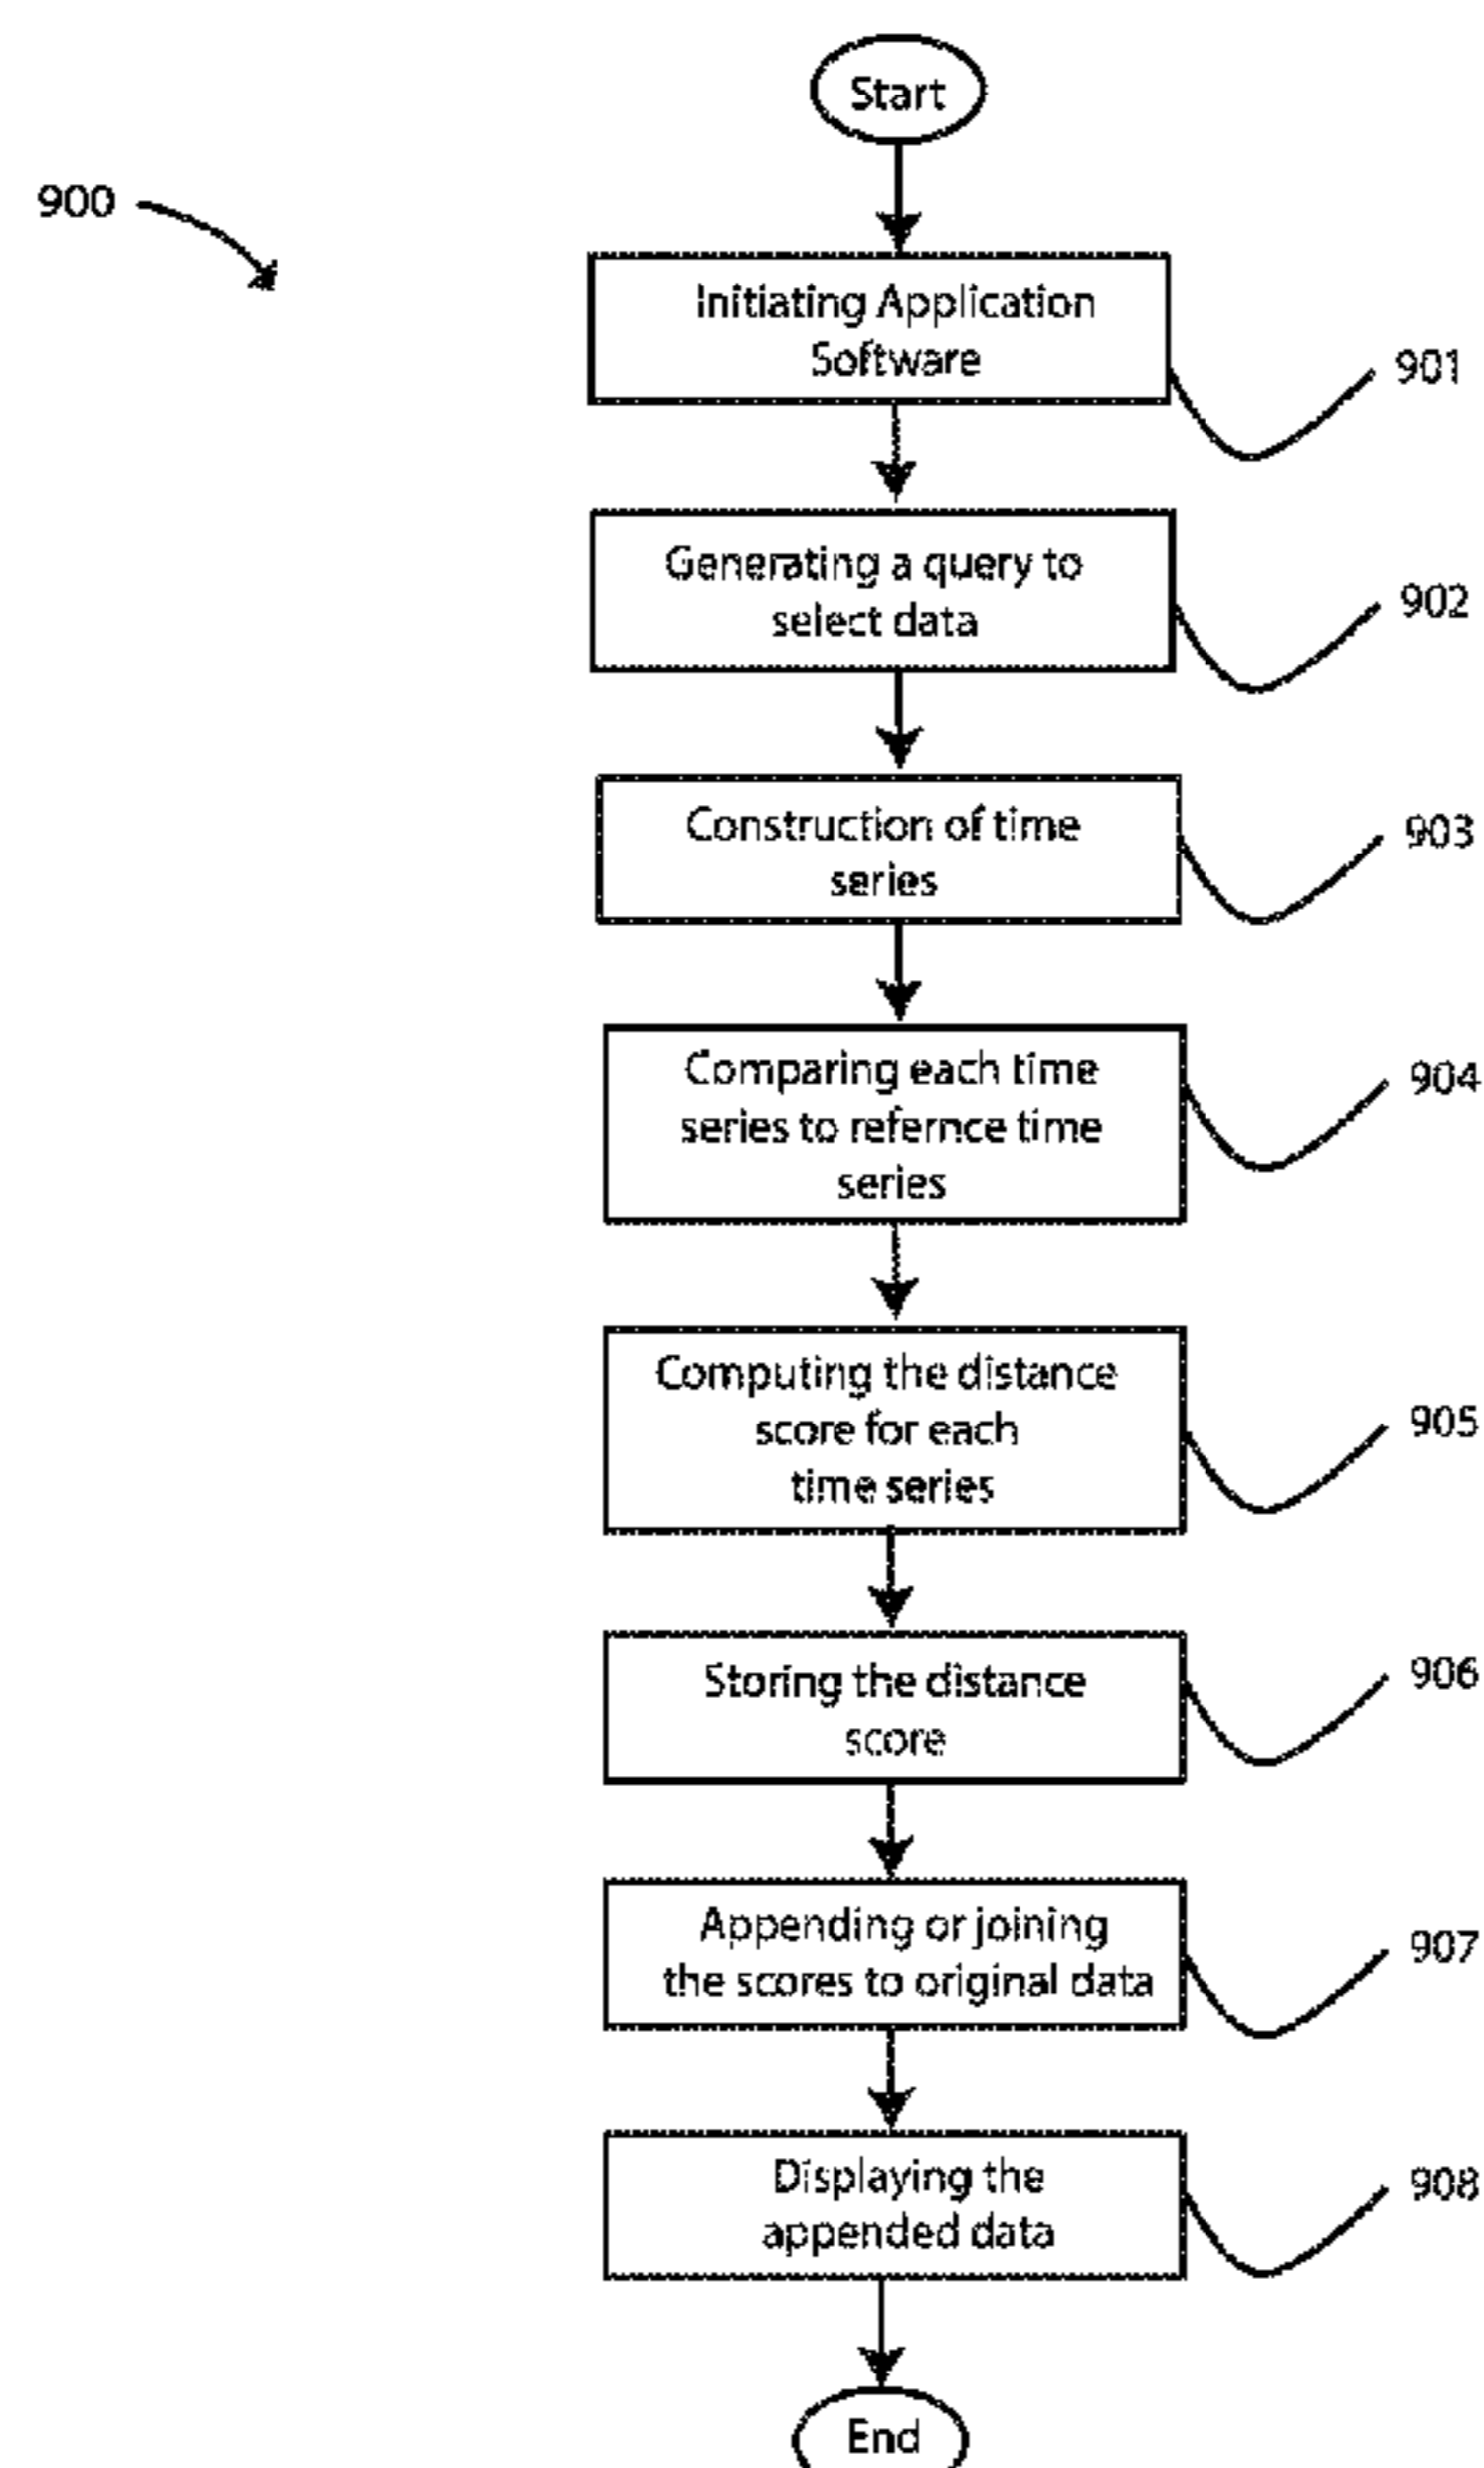 Start
900
Initiating Application
Software
901
Generating a query to
select data
902
Construction of time
series
903
Comparing each time
series to refernce time
series
904
Computing the distance
score for each
time series
905
Storing the distance
score
906
Appending or joining
the scores to original data
907
Displaying the
appended data
908
End